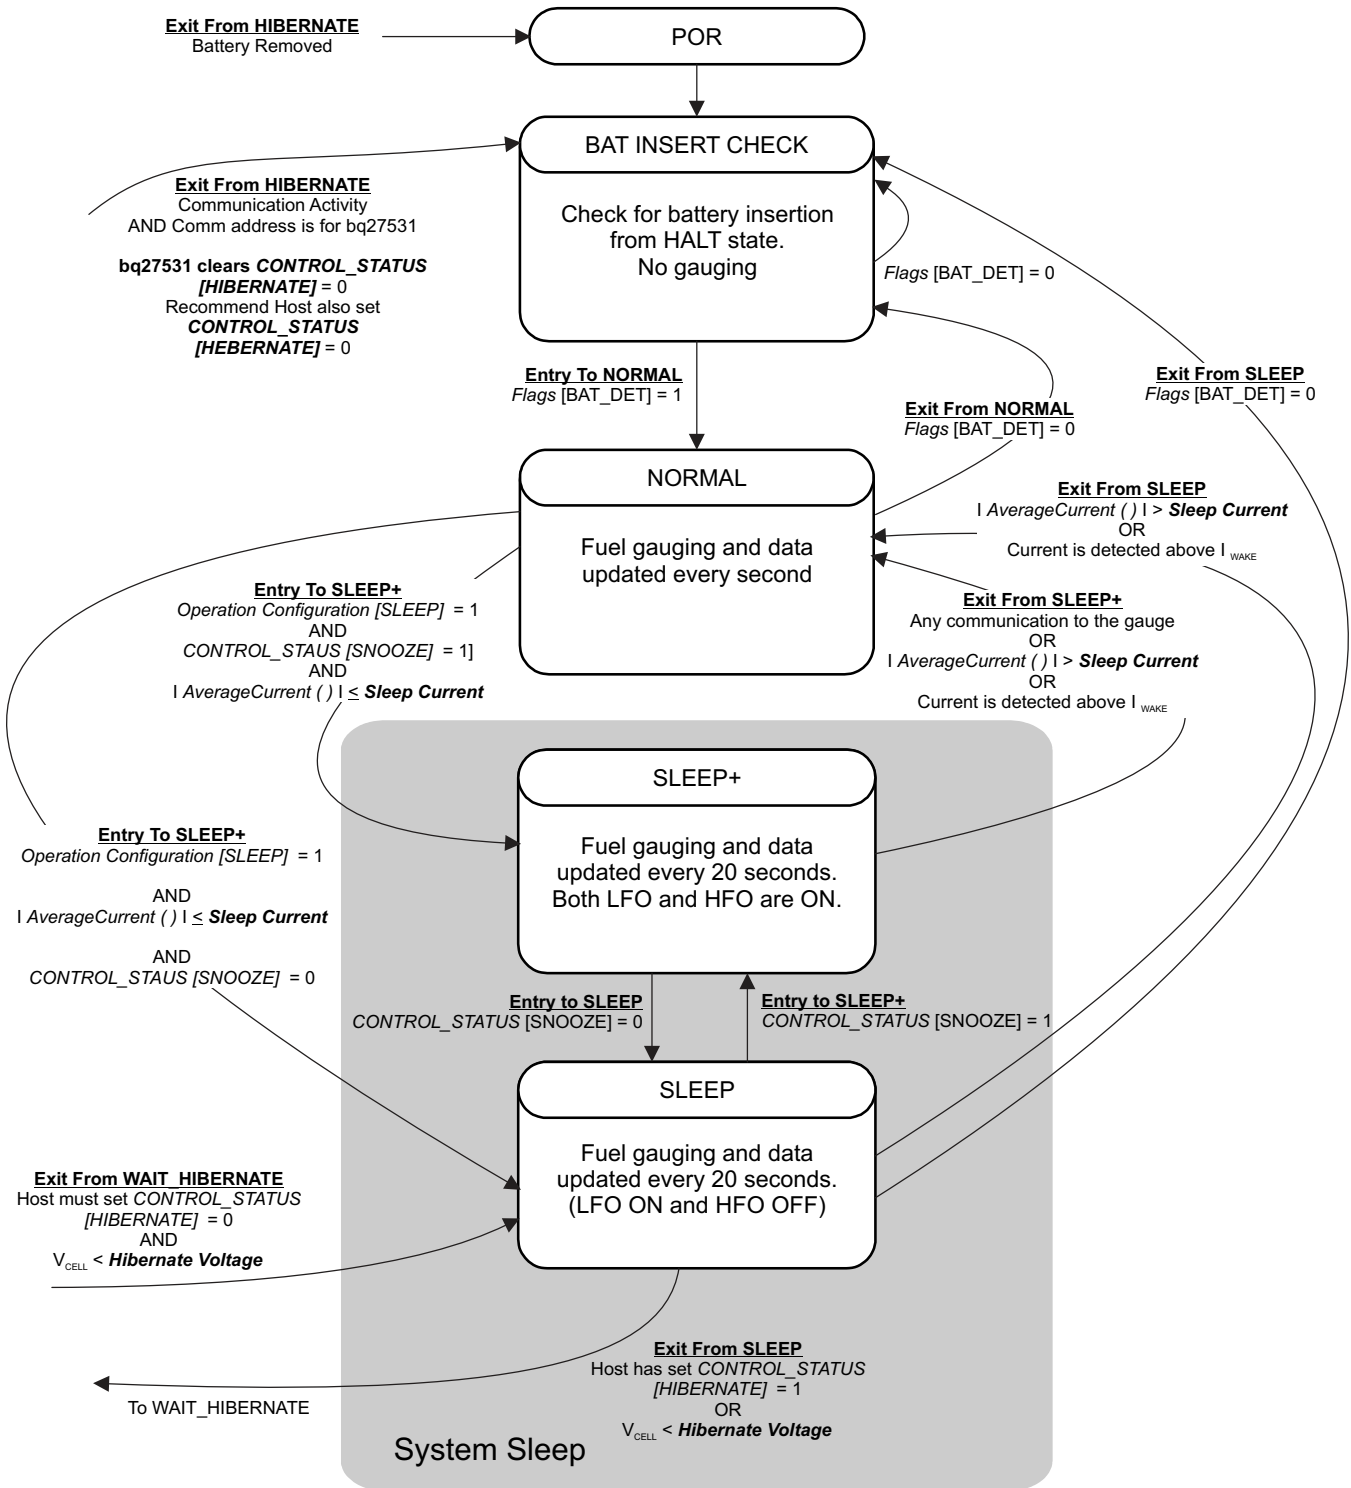 Exit From HIBERNATE
Battery Removed
POR
BAT INSERT CHECK
Check for battery insertion
from HALT state.
No gauging
Exit From HIBERNATE
Communication Activity
AND Comm address is for bq27531
bq27531 clears CONTROL_STATUS
[HIBERNATE] = 0
Recommend Host also set
CONTROL_STATUS
[HEBERNATE] = 0
Flags [BAT_DET] = 0
Entry To NORMAL
Flags [BAT_DET] = 1
Exit From NORMAL
Flags [BAT_DET] = 0
Exit From SLEEP
Flags [BAT_DET] = 0
NORMAL
Fuel gauging and data
updated every second
Exit From SLEEP
I AverageCurrent ( ) I > Sleep Current
OR
Current is detected above I WAKE
Entry To SLEEP+
Operation Configuration [SLEEP] = 1
AND
CONTROL_STAUS [SNOOZE] = 1]
AND
I AverageCurrent ( ) I ≤ Sleep Current
Exit From SLEEP+
Any communication to the gauge
OR
I AverageCurrent ( ) I > Sleep Current
OR
Current is detected above I WAKE
SLEEP+
Fuel gauging and data
updated every 20 seconds.
Both LFO and HFO are ON.
Entry To SLEEP+
Operation Configuration [SLEEP] = 1
AND
I AverageCurrent ( ) I ≤ Sleep Current
AND
CONTROL_STAUS [SNOOZE] = 0
Entry to SLEEP
CONTROL_STATUS [SNOOZE] = 0
Entry to SLEEP+
CONTROL_STATUS [SNOOZE] = 1
SLEEP
Fuel gauging and data
updated every 20 seconds.
(LFO ON and HFO OFF)
Exit From WAIT_HIBERNATE
Host must set CONTROL_STATUS
[HIBERNATE] = 0
AND
VCELL < Hibernate Voltage
Exit From SLEEP
Host has set CONTROL_STATUS
[HIBERNATE] = 1
OR
VCELL < Hibernate Voltage
To WAIT_HIBERNATE
System Sleep